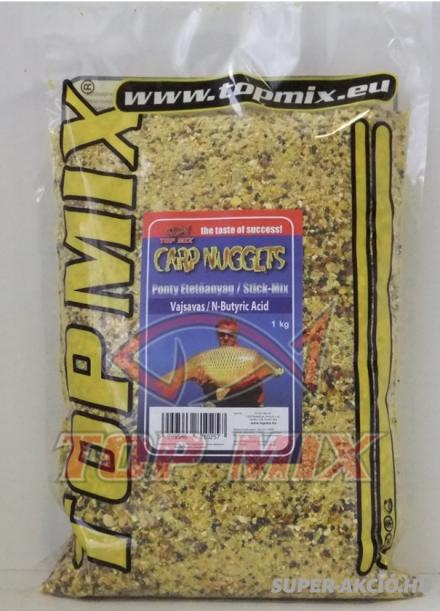 www.topmix.eu
TOPMIX®
the taste of success!
TOP MIX
CARP NUGGETS
Ponty Etetőanyag / Stick-Mix
Vajsavas / N-Butyric Acid
1 kg
TOP MIX
SUPER-AKCIÓ.HU